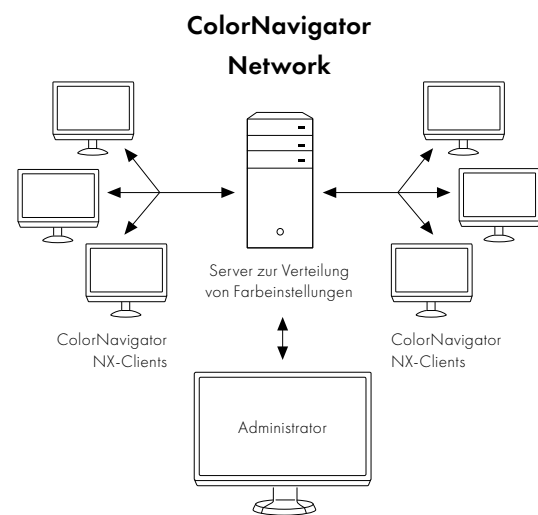 ColorNavigator
Network
Server zur Verteilung
von Farbeinstellungen
ColorNavigator
NX-Clients
ColorNavigator
NX-Clients
Administrator